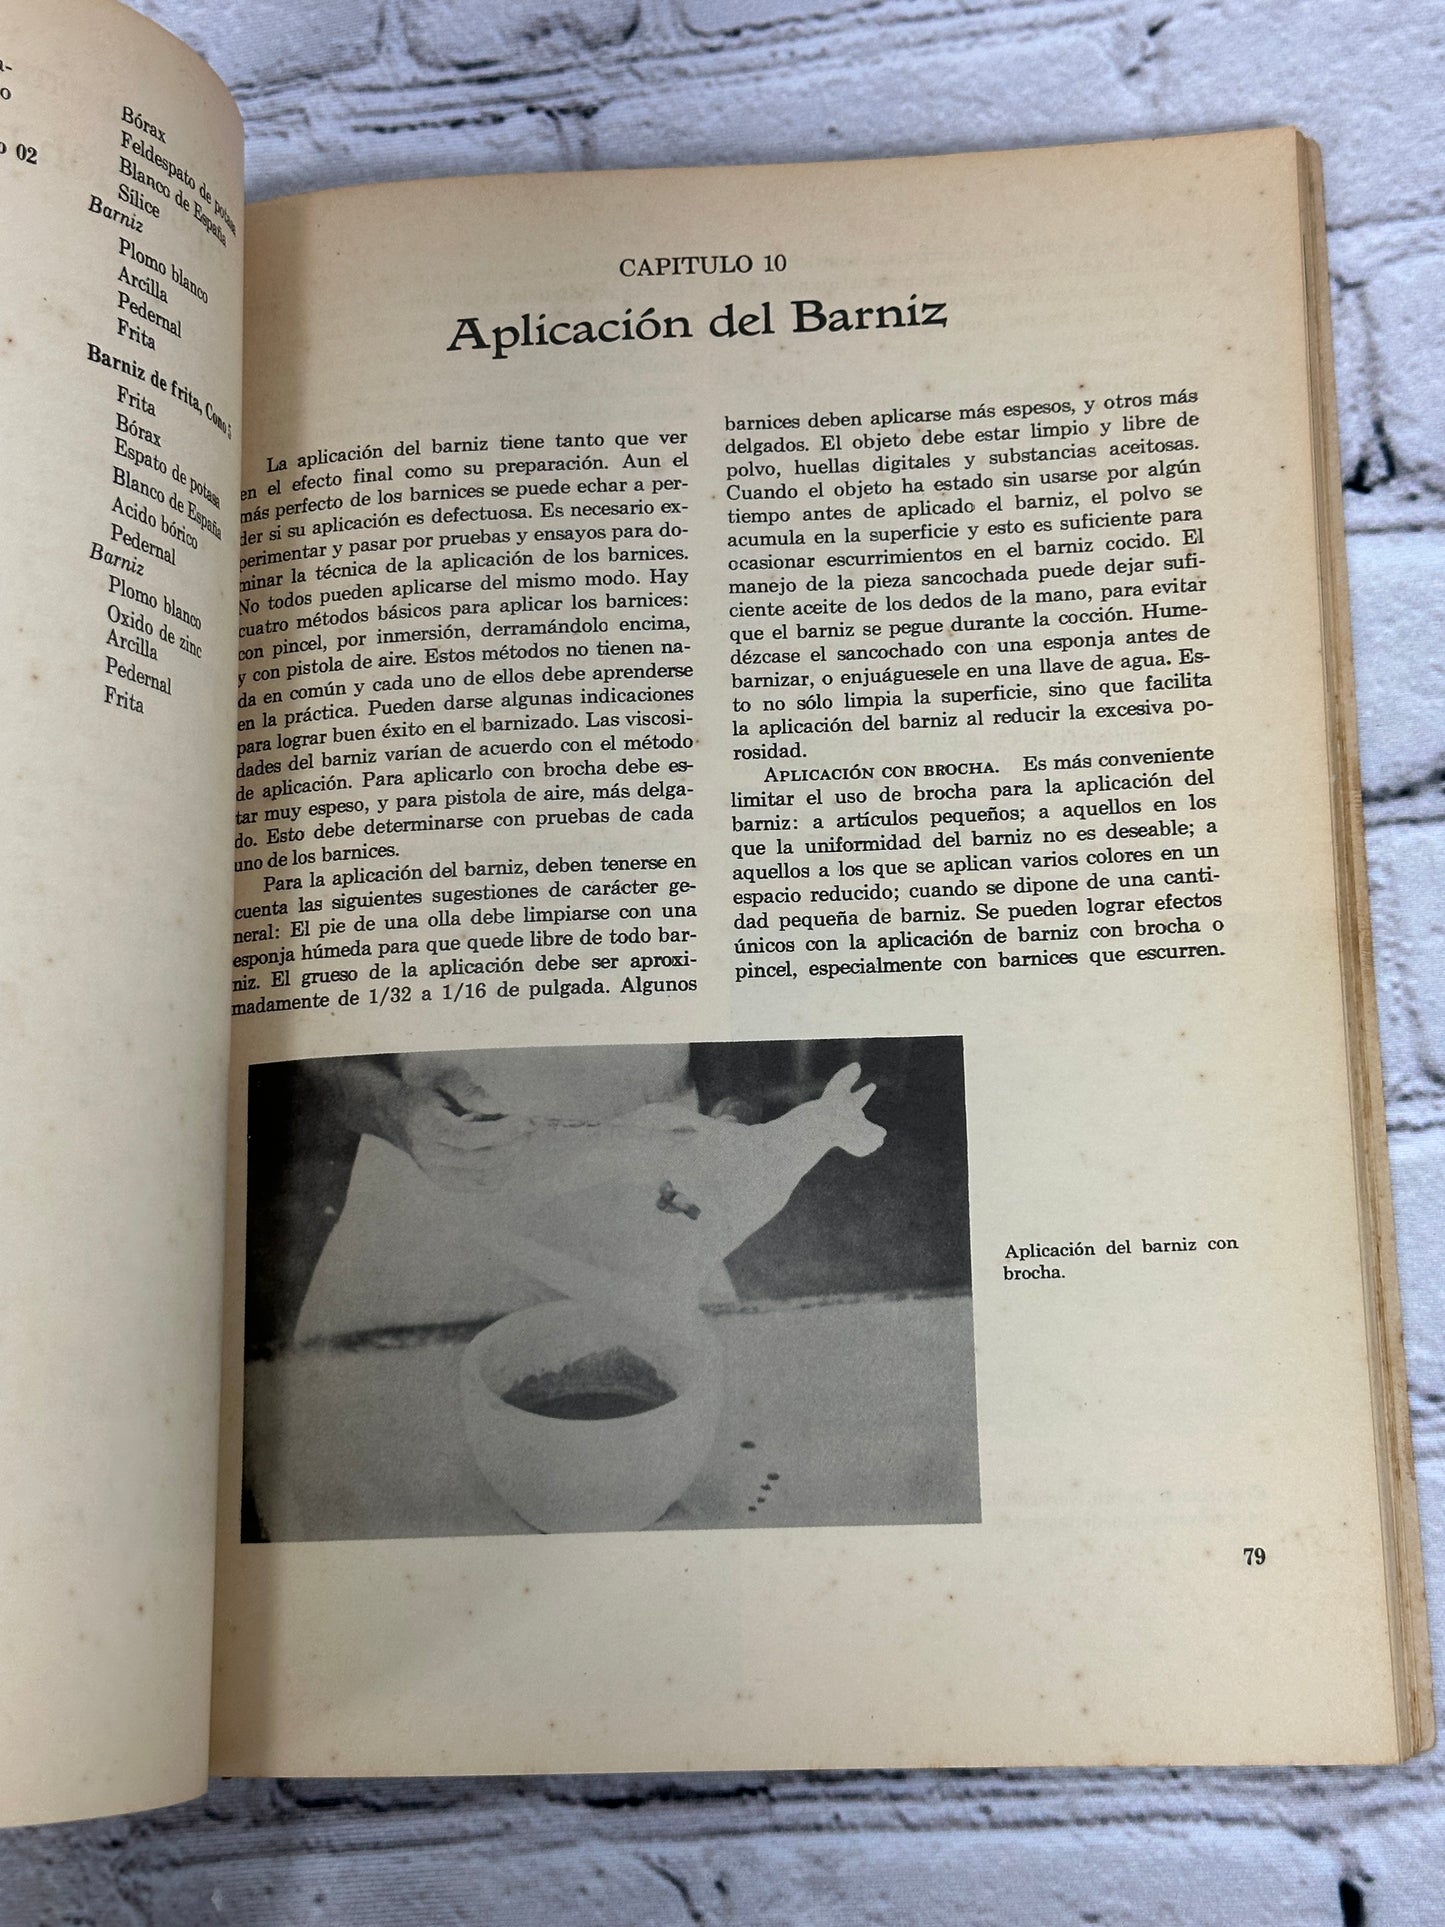 o
o 02
Bórax
Feldespato de potasa
Blanco de España
Sílice
Barniz
Plomo blanco
Arcilla
Pedernal
Frita
Barniz de frita, Cono 5
Frita
Bórax
Espato de potasa
Blanco de España
Acido bórico
Pedernal
Barniz
Plomo blanco
Oxido de zinc
Arcilla
Pedernal
Frita
CAPITULO 10
Aplicación del Barniz
La aplicación del barniz tiene tanto que ver
en el efecto final como su preparación. Aun el
más perfecto de los barnices se puede echar a per-
der si su aplicación es defectuosa. Es necesario ex-
perimentar y pasar por pruebas y ensayos para do-
minar la técnica de la aplicación de los barnices.
No todos pueden aplicarse del mismo modo. Hay
cuatro métodos básicos para aplicar los barnices:
con pincel, por inmersión, derramándolo encima,
y con pistola de aire. Estos métodos no tienen na-
da en común y cada uno de ellos debe aprenderse
en la práctica. Pueden darse algunas indicaciones
para lograr buen éxito en el barnizado. Las viscosi-
dades del barniz varían de acuerdo con el método
de aplicación. Para aplicarlo con brocha debe es-
tar muy espeso, y para pistola de aire, más delga-
do. Esto debe determinarse con pruebas de cada
uno de los barnices.
Para la aplicación del barniz, deben tenerse en
cuenta las siguientes sugestiones de carácter ge-
neral: El pie de una olla debe limpiarse con una
esponja húmeda para que quede libre de todo bar-
niz. El grueso de la aplicación debe ser aproxi-
madamente de 1/32 a 1/16 de pulgada. Algunos
barnices deben aplicarse más espesos, y otros más
delgados. El objeto debe estar limpio y libre de
polvo, huellas digitales y substancias aceitosas.
Cuando el objeto ha estado sin usarse por algún
tiempo antes de aplicado el barniz, el polvo se
acumula en la superficie y esto es suficiente para
ocasionar escurrimientos en el barniz cocido. El
manejo de la pieza sancochada puede dejar sufi-
ciente aceite de los dedos de la mano, para evitar
que el barniz se pegue durante la cocción. Hume-
dézcase el sancochado con una esponja antes de
barnizar, o enjuáguesele en una llave de agua. Es-
to no sólo limpia la superficie, sino que facilita
la aplicación del barniz al reducir la excesiva po-
rosidad.
APLICACIÓN CON BROCHA. Es más conveniente
limitar el uso de brocha para la aplicación del
barniz: a artículos pequeños; a aquellos en los
que la uniformidad del barniz no es deseable; a
aquellos a los que se aplican varios colores en un
espacio reducido; cuando se dipone de una canti-
dad pequeña de barniz. Se pueden lograr efectos
únicos con la aplicación de barniz con brocha o
pincel, especialmente con barnices que escurren.
Aplicación del barniz con
brocha.
79